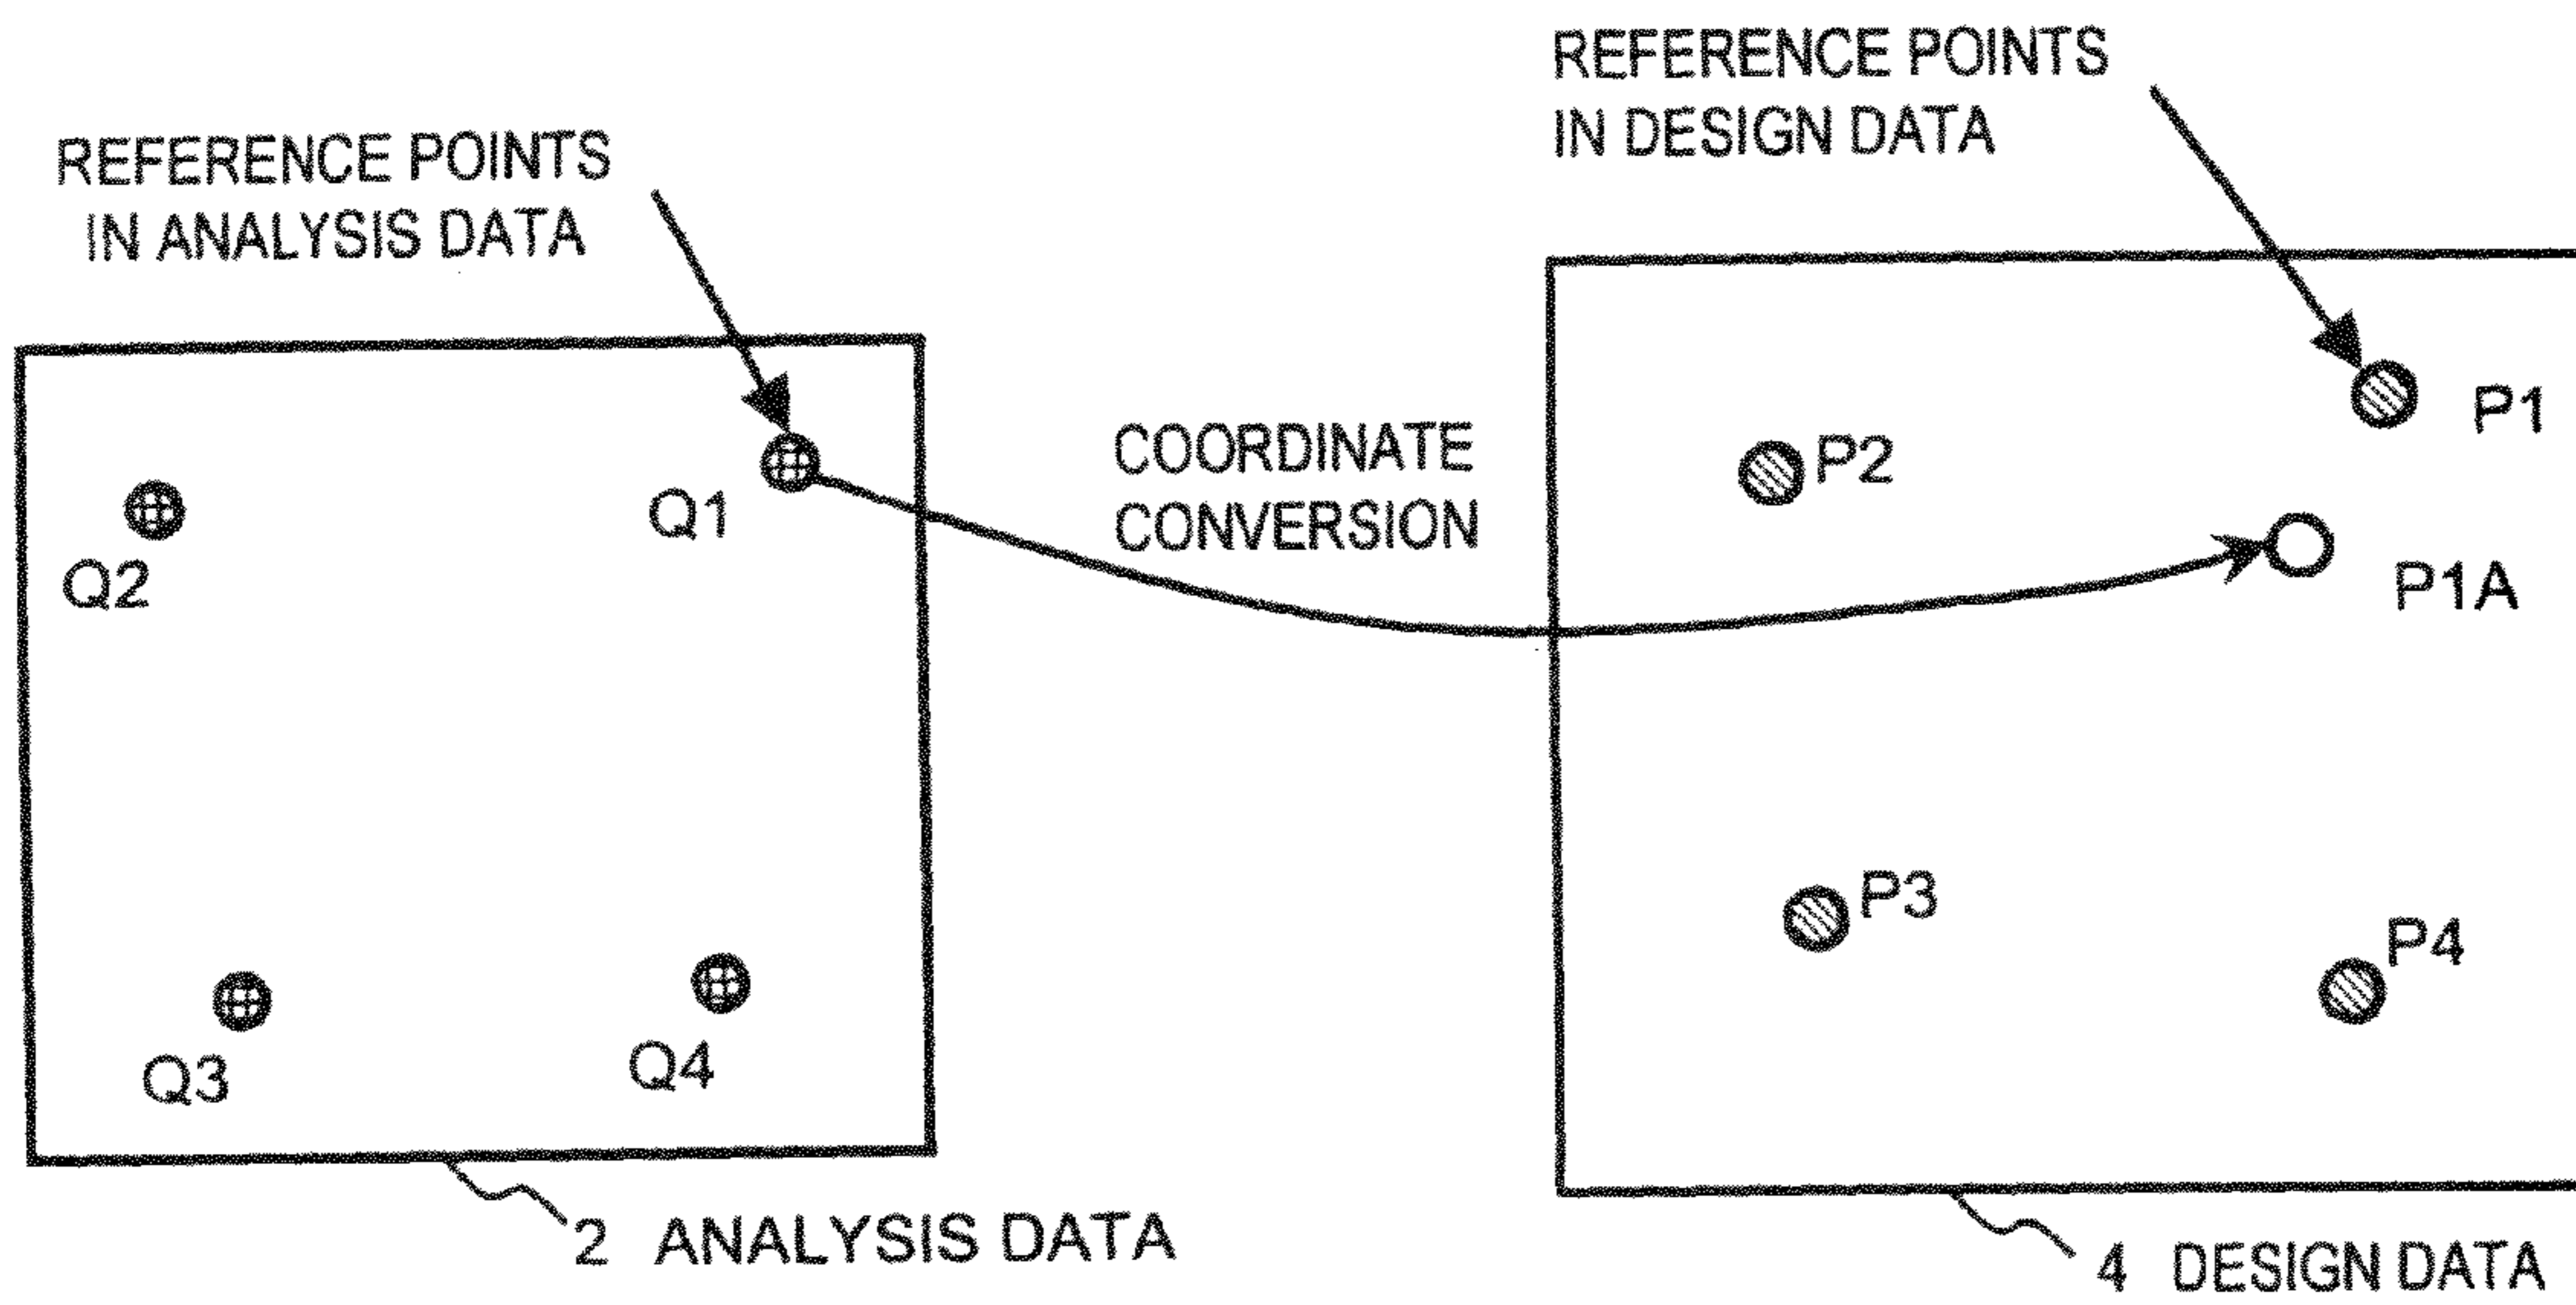 REFERENCE POINTS
IN ANALYSIS DATA
REFERENCE POINTS
IN DESIGN DATA
Q1
Q2
Q3
Q4
COORDINATE
CONVERSION
P1
P2
P1A
P3
P4
2 ANALYSIS DATA
4 DESIGN DATA